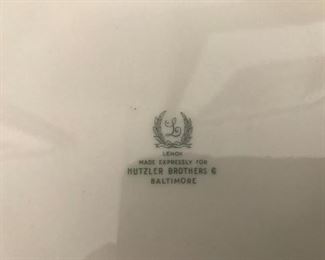 L
LENOX
MADE EXPRESSLY FOR
HUTZLER BROTHERS G
BALTIMORE